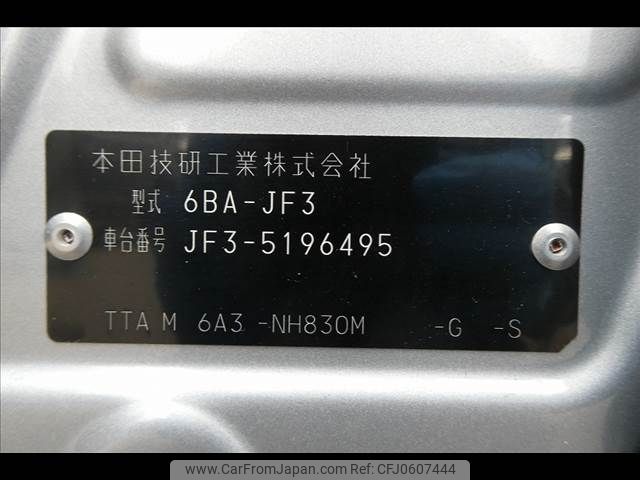 本田技研工業株式会社
型式 6BA-JF3
車台番号 JF3-5196495
TTA M 6A3 -NH830M -G -S
www.CarFromJapan.com ref:CFJ0607444